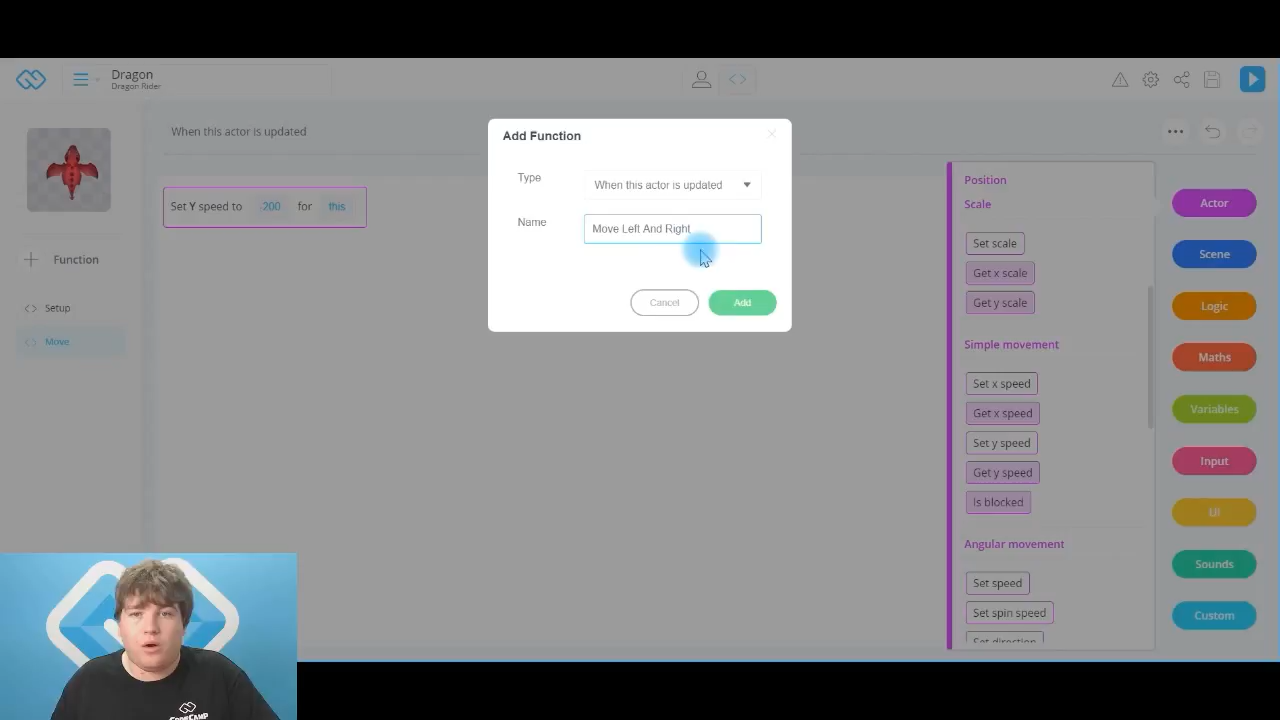 Dragon
Dragon Rider
When this actor is updated
Set Y speed to -200 for this
Function
Setup
Move
Add Function
Type
When this actor is updated
Name
Move Left And Right
Cancel
Add
Position
Scale
Set scale
Get x scale
Get y scale
Simple movement
Set x speed
Get x speed
Set y speed
Get y speed
Is blocked
Angular movement
Set speed
Set spin speed
Set direction
Actor
Scene
Logic
Maths
Variables
Input
UI
Sounds
Custom
CODECAMP